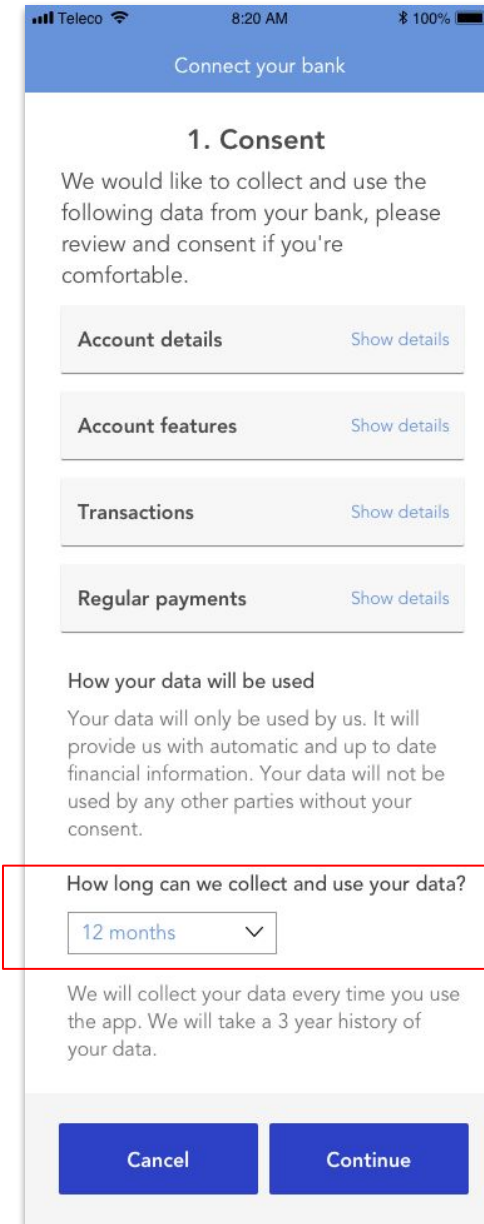 Teleco 8:20 AM 100%
Connect your bank
1. Consent
We would like to collect and use the
following data from your bank, please
review and consent if you're
comfortable.
Account details Show details
Account features Show details
Transactions Show details
Regular payments Show details
How your data will be used
Your data will only be used by us. It will
provide us with automatic and up to date
financial information. Your data will not be
used by any other parties without your
consent.
How long can we collect and use your data?
12 months
We will collect your data every time you use
the app. We will take a 3 year history of
your data.
Cancel Continue